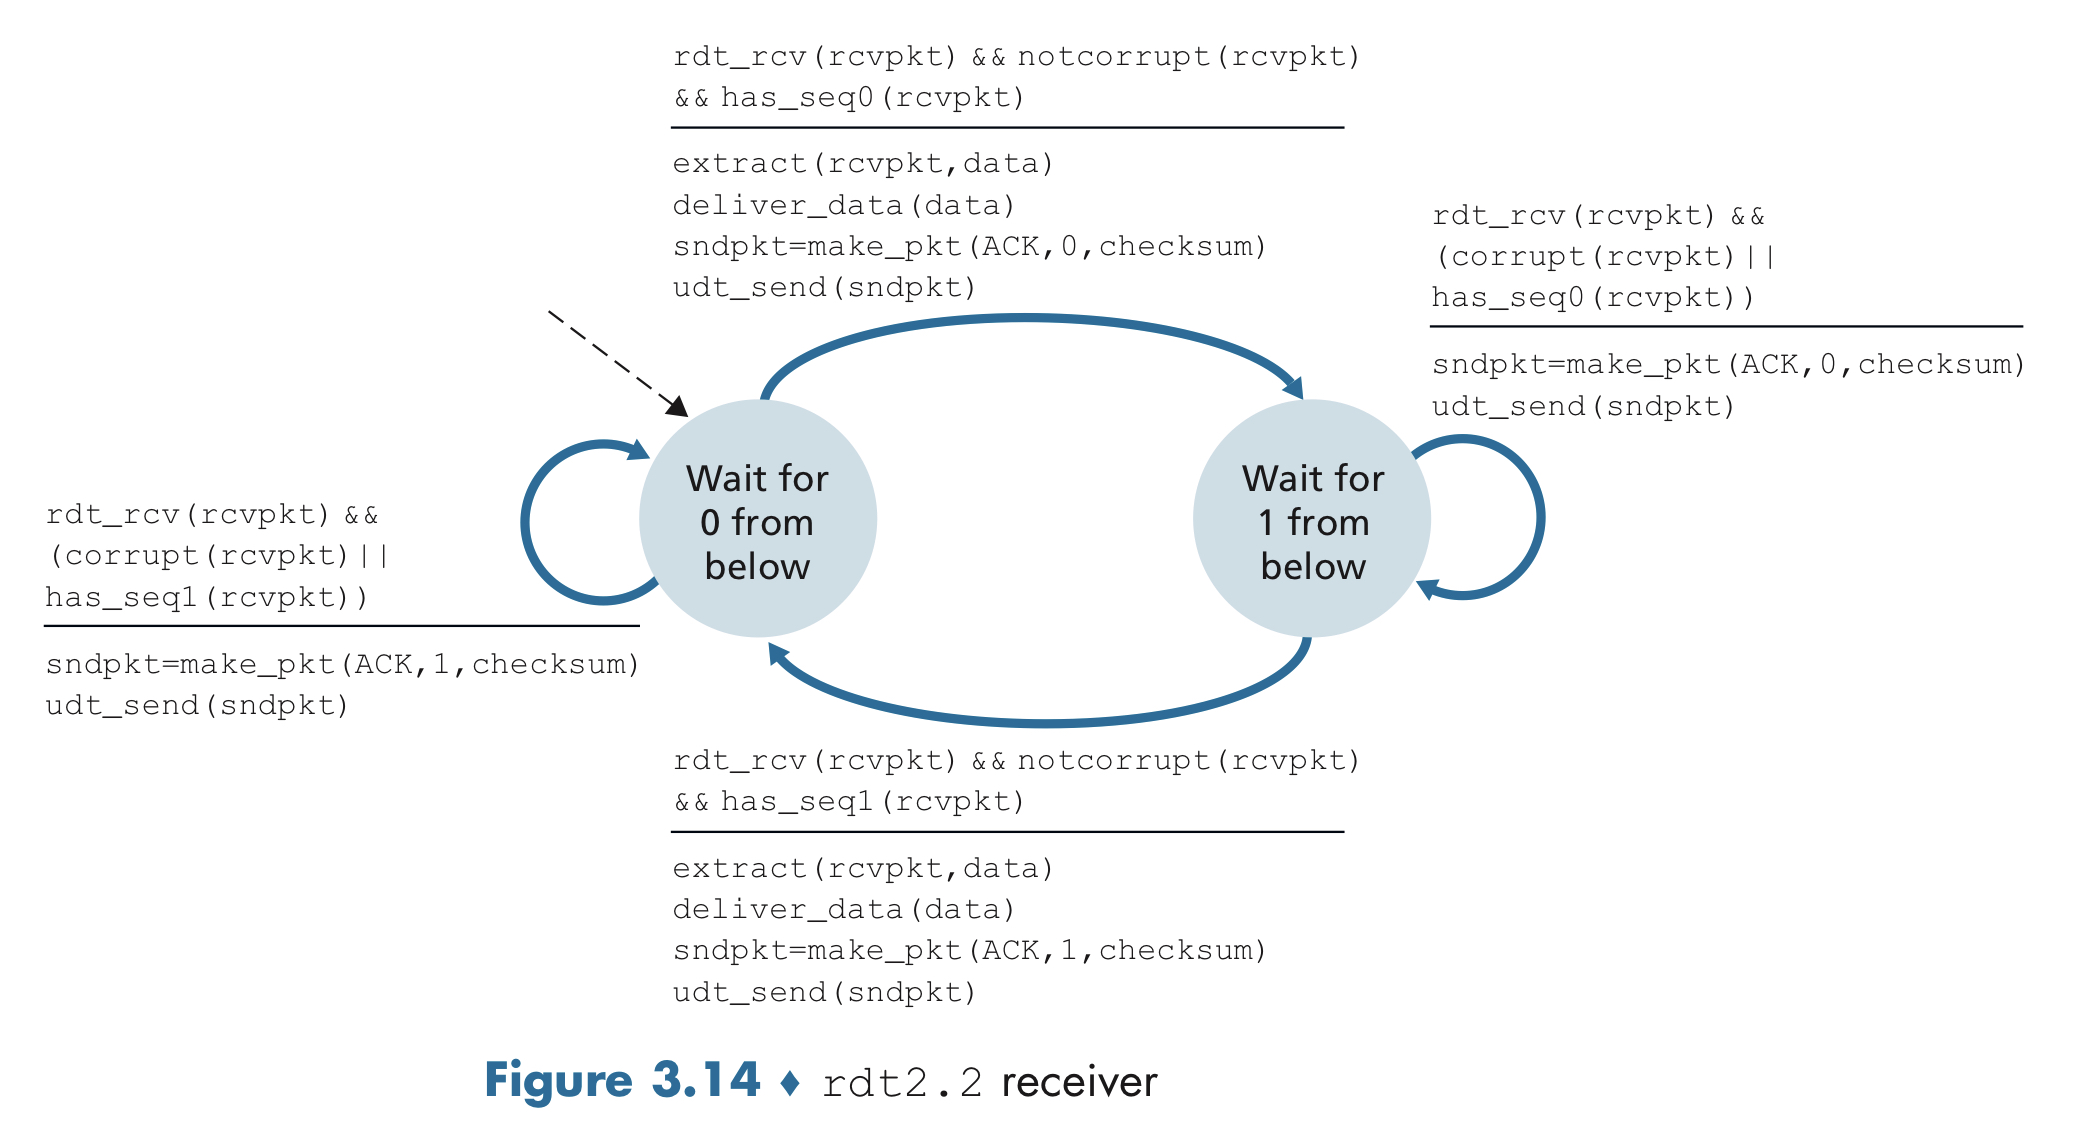 rdt_rcv(rcvpkt) && notcorrupt(rcvpkt)
&& has_seq0(rcvpkt)
extract(rcvpkt,data)
deliver_data(data)
sndpkt=make_pkt(ACK,0,checksum)
udt_send(sndpkt)
rdt_rcv(rcvpkt) &&
(corrupt(rcvpkt)||
has_seq0(rcvpkt))
sndpkt=make_pkt(ACK,0,checksum)
udt_send(sndpkt)
Wait for
0 from
below
Wait for
1 from
below
rdt_rcv(rcvpkt) &&
(corrupt(rcvpkt)||
has_seq1(rcvpkt))
sndpkt=make_pkt(ACK,1,checksum)
udt_send(sndpkt)
rdt_rcv(rcvpkt) && notcorrupt(rcvpkt)
&& has_seq1(rcvpkt)
extract(rcvpkt,data)
deliver_data(data)
sndpkt=make_pkt(ACK,1,checksum)
udt_send(sndpkt)
Figure 3.14 ♦ rdt2.2 receiver